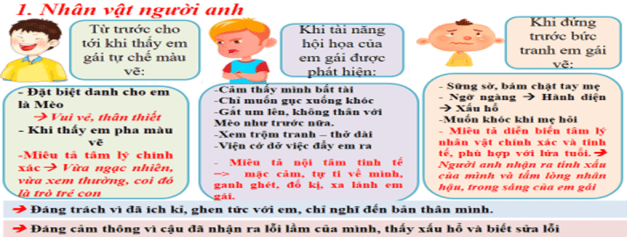 1. Nhân vật người anh
Từ trước cho
tới khi thấy em
gái tự chế màu
vẽ:
- Đặt biệt danh cho em
là Mèo
→ Vui vẻ, thân thiết
- Khi thấy em pha màu
vẽ
-Miêu tả tâm lý chính
xác → Vừa ngạc nhiên,
vừa xem thường, coi đó
là trò trẻ con
Khi tài năng
hội họa của
em gái được
phát hiện:
-Cảm thấy mình bất tài
-Chỉ muốn gục xuống khóc
-Gắt um lên, không thân với
Mèo như trước nữa.
-Xem trộm tranh – thở dài
-Viện cớ dở việc đẩy em ra
- Miêu tả nội tâm tinh tế
=> mặc cảm, tự ti về mình,
ganh ghét, đố kị, xa lánh em
gái.
Khi đứng
trước bức
tranh em gái
vẽ:
- Sững sờ, bám chặt tay mẹ
- Ngỡ ngàng → Hãnh diện
→ Xấu hổ
-Muốn khóc khi mẹ hỏi
- Miêu tả diễn biến tâm lý
nhân vật chính xác và tinh
tế, phù hợp với lứa tuổi. →
Người anh nhận ra tính xấu
của mình và tấm lòng nhân
hậu, trong sáng của em gái
→ Đáng trách vì đã ích kỉ, ghen tức với em, chỉ nghĩ đến bản thân mình.
→ Đáng cảm thông vì cậu đã nhận ra lỗi lầm của mình, thấy xấu hổ và biết sửa lỗi